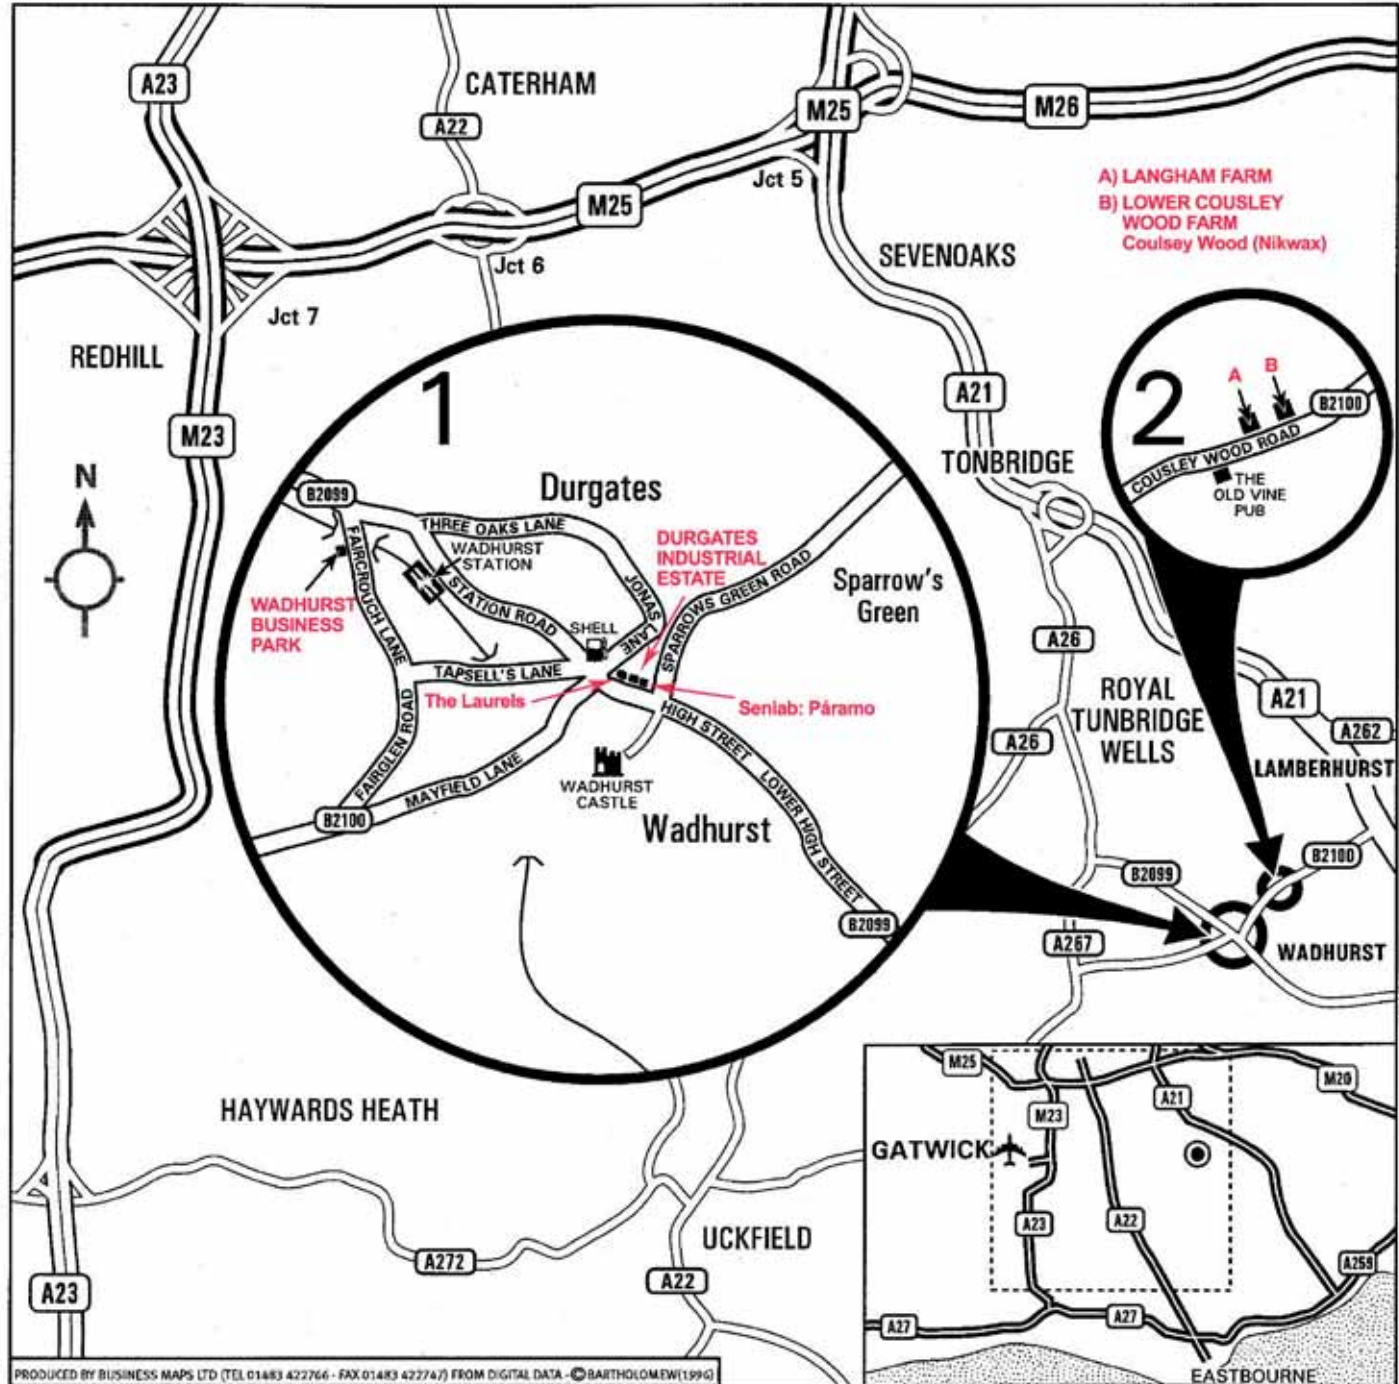 A23
CATERHAM
A22
M25
M26
Jct 5
M25
A) LANGHAM FARM
B) LOWER COUSLEY
WOOD FARM
Coulsey Wood (Nikwax)
SEVENOAKS
Jct 6
Jct 7
REDHILL
M23
N
A21
TONBRIDGE
1
B2099
Durgates
THREE OAKS LANE
WADHURST
STATION
DURGATES
INDUSTRIAL
ESTATE
JONAS
LANE
SPARROWS GREEN ROAD
Sparrow's
Green
FAIRCROUCH LANE
STATION ROAD
SHELL
WADHURST
BUSINESS
PARK
TAPSELL'S LANE
The Laurels
Senlab: Páramo
FAIRGLEN ROAD
MAYFIELD LANE
HIGH STREET
LOWER HIGH STREET
WADHURST
CASTLE
B2100
Wadhurst
B2099
2
A
B
B2100
COUSLEY WOOD ROAD
THE
OLD VINE
PUB
A26
ROYAL
TUNBRIDGE
WELLS
A26
A21
A262
LAMBERHURST
B2099
B2100
A267
WADHURST
HAYWARDS HEATH
A272
A23
UCKFIELD
A22
M25
M20
M23
A21
GATWICK
A23
A22
A259
A27
A27
EASTBOURNE
PRODUCED BY BUSINESS MAPS LTD (TEL 01483 422766 - FAX 01483 422747) FROM DIGITAL DATA - © BARTHOLOMEW(1996)